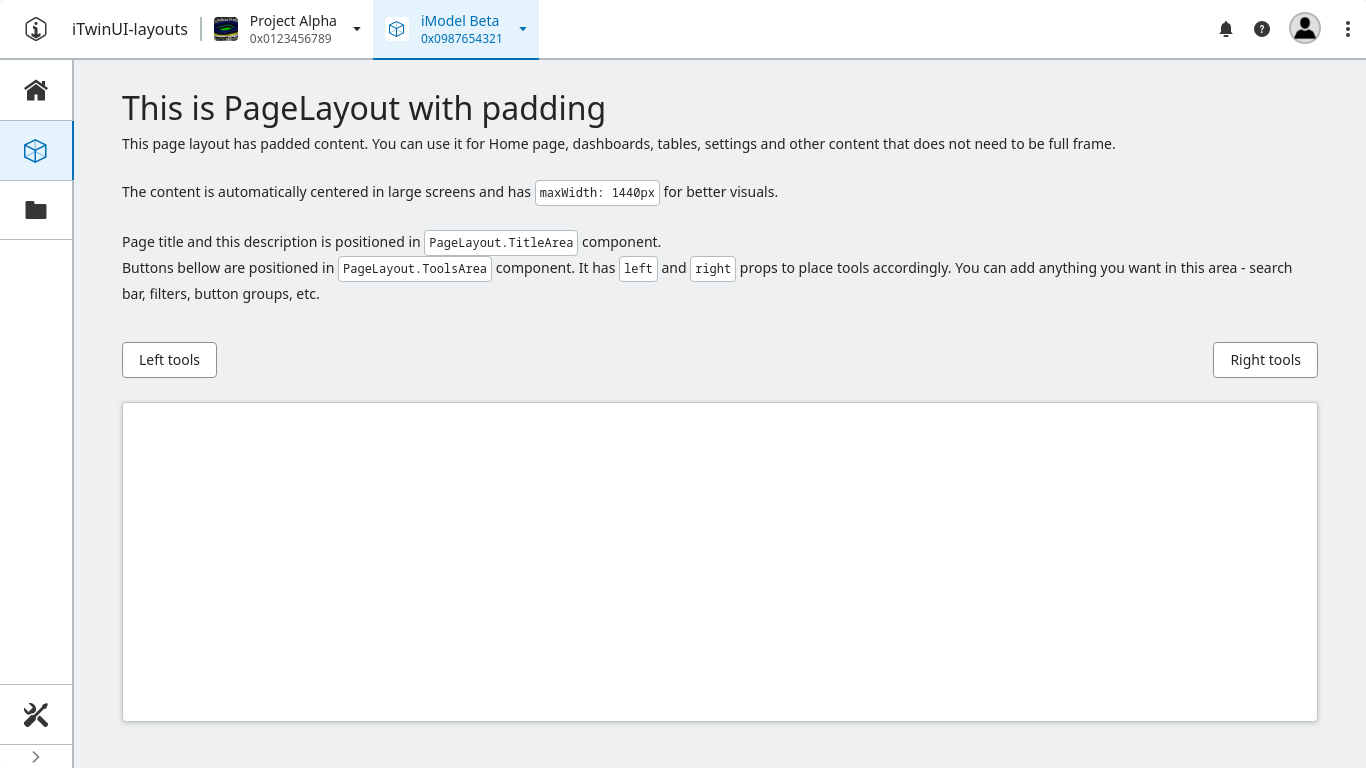 iTwinUI-layouts
Project Alpha
0x0123456789
iModel Beta
0x0987654321
This is PageLayout with padding
This page layout has padded content. You can use it for Home page, dashboards, tables, settings and other content that does not need to be full frame.
The content is automatically centered in large screens and has maxWidth: 1440px for better visuals.
Page title and this description is positioned in PageLayout.TitleArea component.
Buttons bellow are positioned in PageLayout.ToolsArea component. It has left and right props to place tools accordingly. You can add anything you want in this area - search
bar, filters, button groups, etc.
Left tools
Right tools